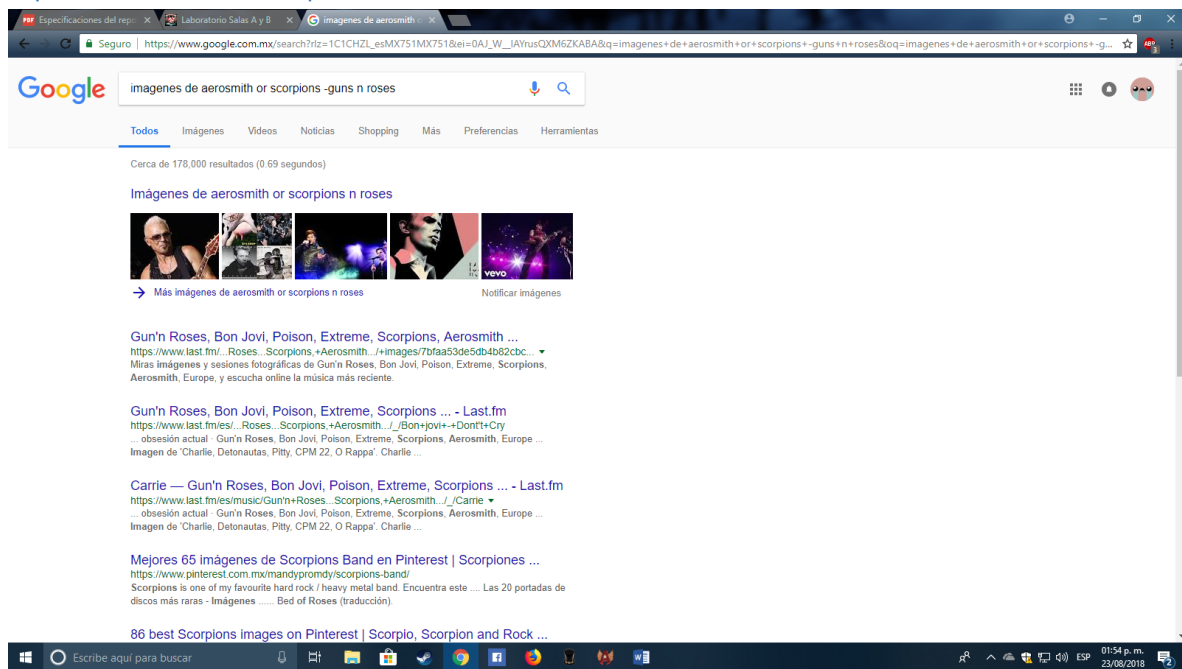 Especificaciones del repo
Laboratorio Salas A y B
imagenes de aerosmith o
Seguro | https://www.google.com.mx/search?rlz=1C1CHZL_esMX751MX751&ei=0AJ_W__IAYrusQXM6ZKABA&q=imagenes+de+aerosmith+or+scorpions+-guns+n+roses&oq=imagenes+de+aerosmith+or+scorpions+-g...
Google
imagenes de aerosmith or scorpions -guns n roses
Todos Imágenes Videos Noticias Shopping Más Preferencias Herramientas
Cerca de 178,000 resultados (0.69 segundos)
Imágenes de aerosmith or scorpions n roses
vevo
Más imágenes de aerosmith or scorpions n roses Notificar imágenes
Gun'n Roses, Bon Jovi, Poison, Extreme, Scorpions, Aerosmith ...
https://www.last.fm/...Roses...Scorpions,+Aerosmith.../+images/7bfaa53de5db4b82cbc...
Miras imágenes y sesiones fotográficas de Gun'n Roses, Bon Jovi, Poison, Extreme, Scorpions,
Aerosmith, Europe, y escucha online la música más reciente.
Gun'n Roses, Bon Jovi, Poison, Extreme, Scorpions ... - Last.fm
https://www.last.fm/es/...Roses...Scorpions,+Aerosmith.../_/Bon+jovi+-+Dont't+Cry
... obsesión actual · Gun'n Roses, Bon Jovi, Poison, Extreme, Scorpions, Aerosmith, Europe ...
Imagen de 'Charlie, Detonautas, Pitty, CPM 22, O Rappa'. Charlie ...
Carrie — Gun'n Roses, Bon Jovi, Poison, Extreme, Scorpions ... - Last.fm
https://www.last.fm/es/music/Gun'n+Roses...Scorpions,+Aerosmith.../_/Carrie
... obsesión actual · Gun'n Roses, Bon Jovi, Poison, Extreme, Scorpions, Aerosmith, Europe ...
Imagen de 'Charlie, Detonautas, Pitty, CPM 22, O Rappa'. Charlie ...
Mejores 65 imágenes de Scorpions Band en Pinterest | Scorpiones ...
https://www.pinterest.com.mx/mandypromdy/scorpions-band/
Scorpions is one of my favourite hard rock / heavy metal band. Encuentra este .... Las 20 portadas de
discos más raras - Imágenes ...... Bed of Roses (traducción).
86 best Scorpions images on Pinterest | Scorpio, Scorpion and Rock ...
Escribe aquí para buscar
ESP
01:54 p. m.
23/08/2018